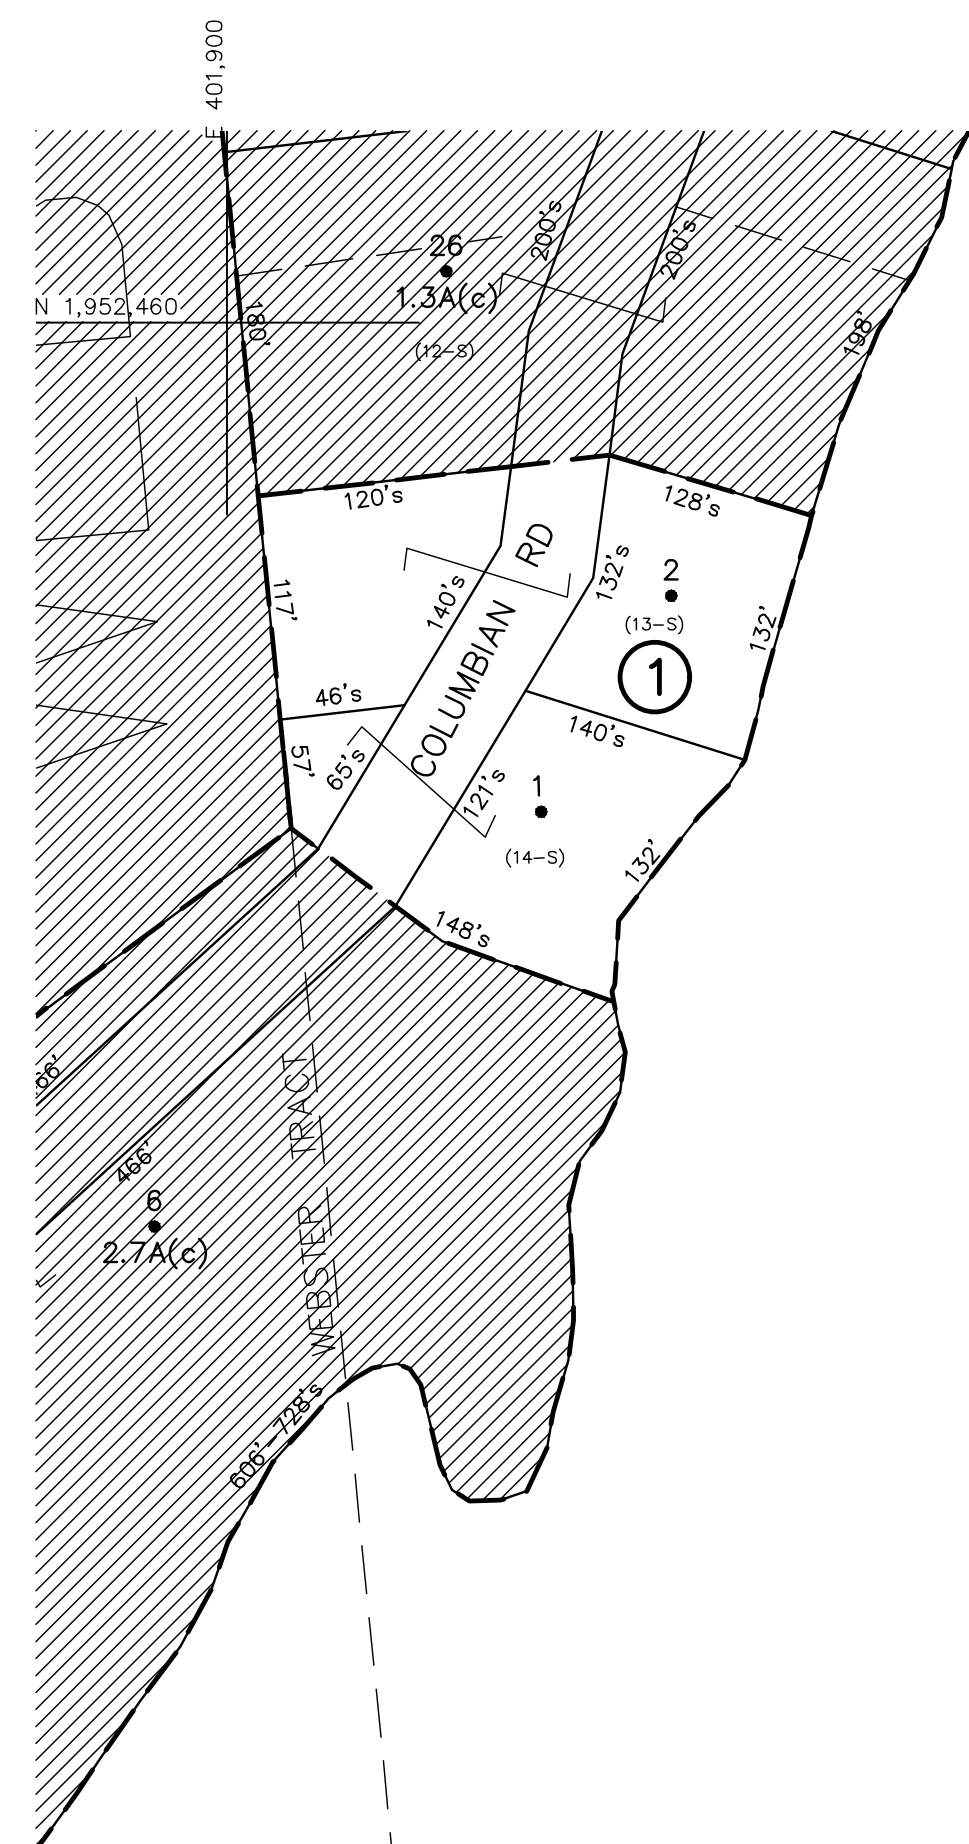 E 401,900
26
1.3A(c)
(12-S)
200's
200's
N 1,952,460
180'
198'
120's
128's
COLUMBIAN RD
132's
2
(13-S)
1
132'
140's
117'
46's
140's
57'
65's
121's
1
(14-S)
132'
148's
66'
466'
6
2.7A(c)
WEBSTER TRACT
606'-728's